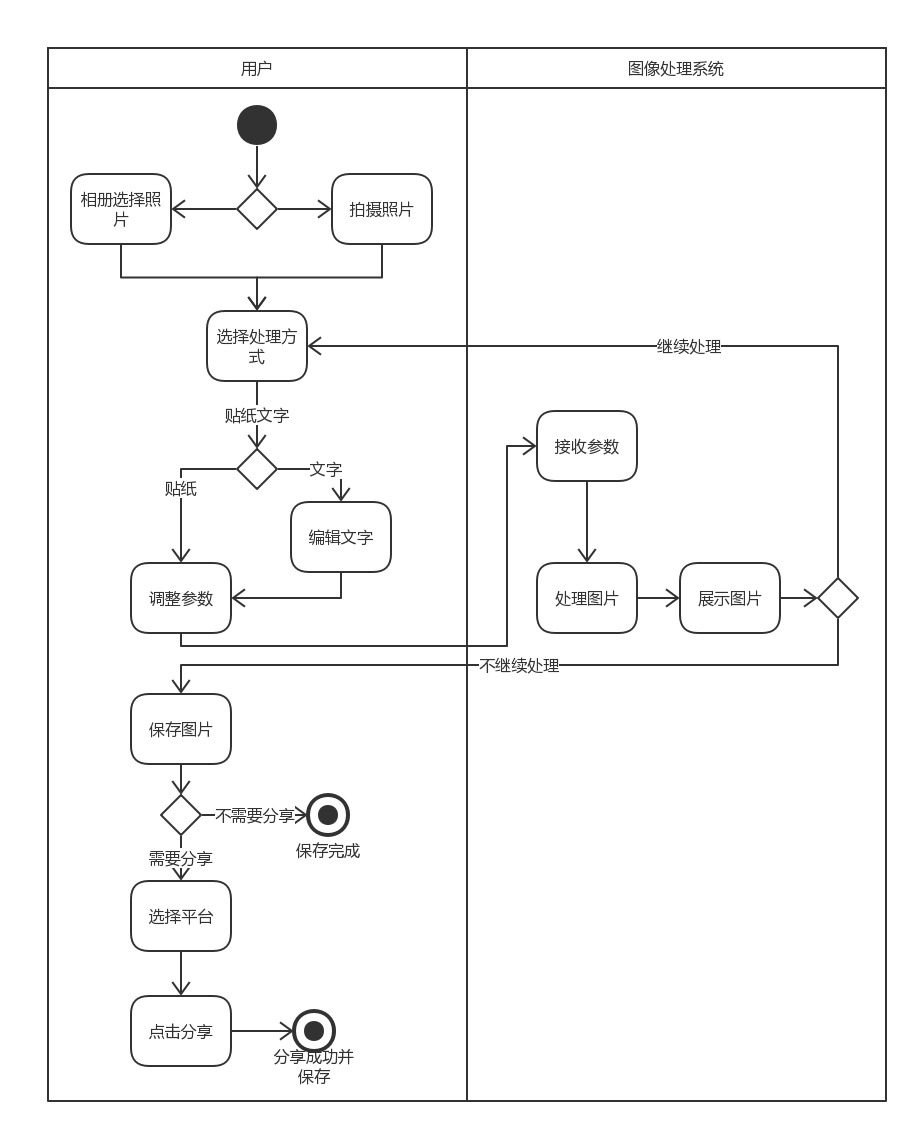 用户
图像处理系统
相册选择照
片
拍摄照片
选择处理方
式
继续处理
贴纸文字
接收参数
文字
贴纸
编辑文字
调整参数
处理图片
展示图片
不继续处理
保存图片
不需要分享
保存完成
需要分享
选择平台
点击分享
分享成功并
保存